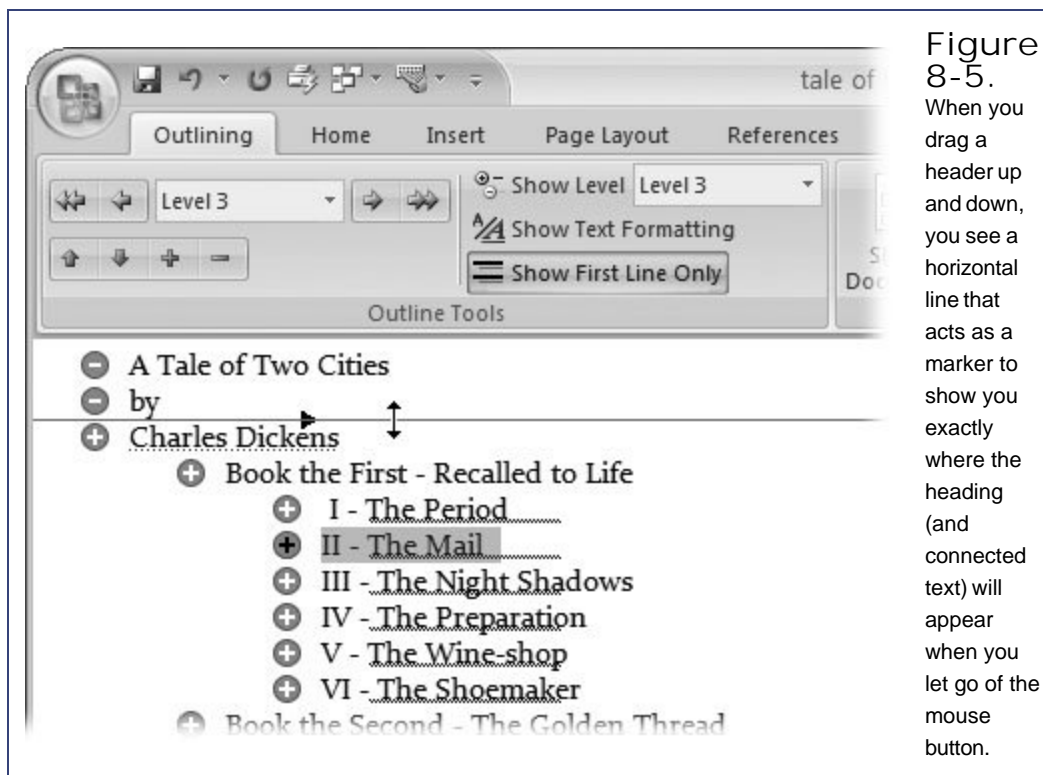 tale of
Outlining Home Insert Page Layout References
Level 3
Show Level Level 3
Show Text Formatting
Show First Line Only
Doc
Outline Tools
A Tale of Two Cities
by
Charles Dickens
Book the First - Recalled to Life
I - The Period
II - The Mail
III - The Night Shadows
IV - The Preparation
V - The Wine-shop
VI - The Shoemaker
Book the Second - The Golden Thread
Figure
8-5.
When you
drag a
header up
and down,
you see a
horizontal
line that
acts as a
marker to
show you
exactly
where the
heading
(and
connected
text) will
appear
when you
let go of the
mouse
button.